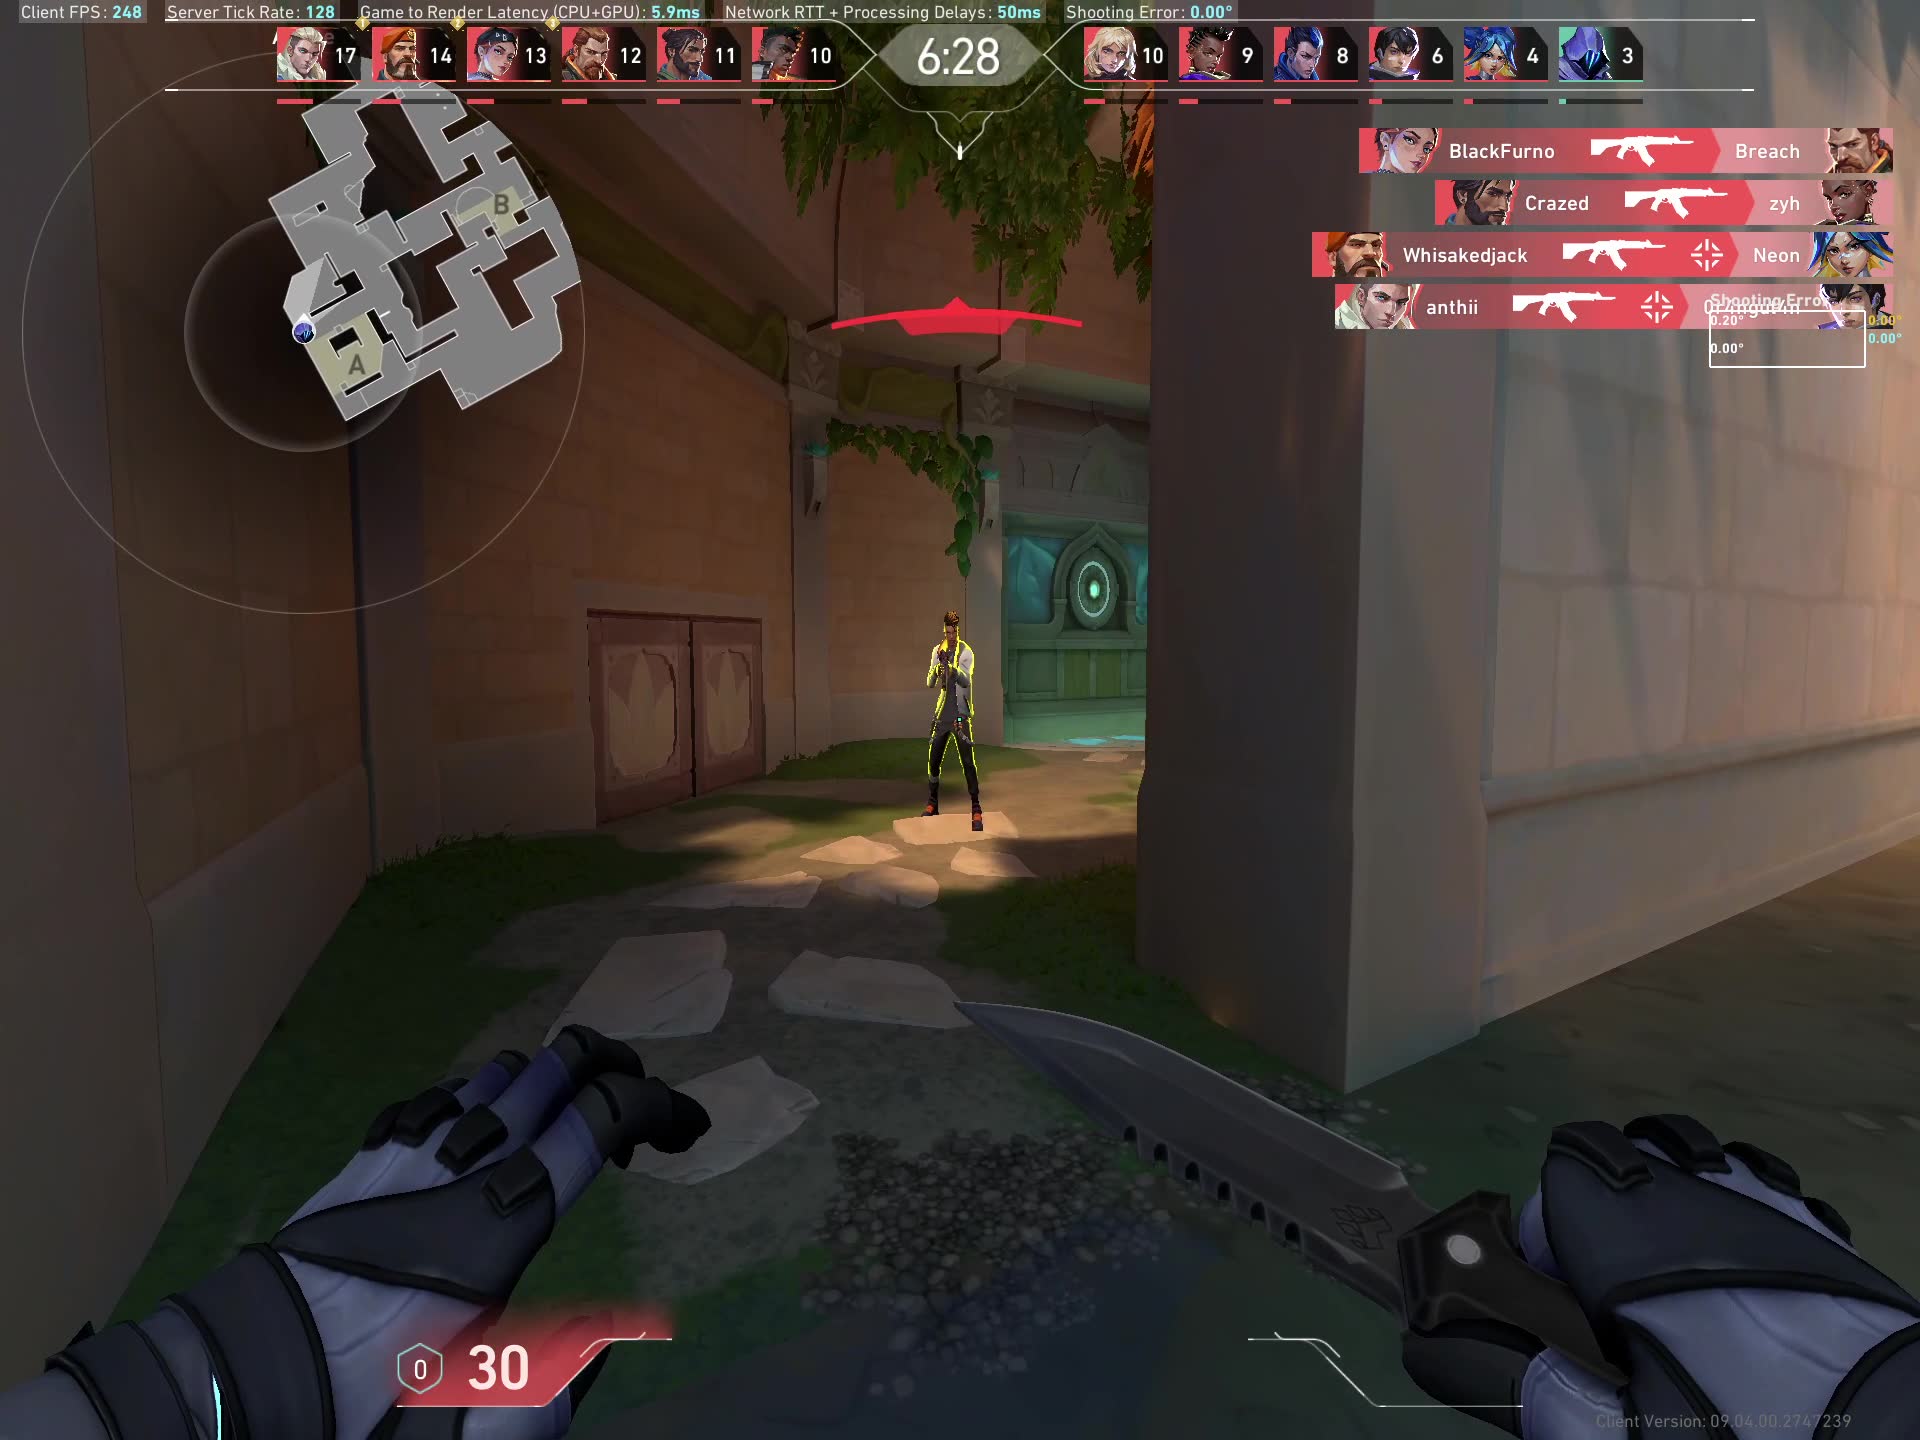 Client FPS: 248 Server Tick Rate: 128 Game to Render Latency (CPU+GPU): 5.9ms Network RTT + Processing Delays: 50ms Shooting Error: 0.00°
17 14 13 12 11 10 6:28 10 9 8 6 4 3
BlackFurno Breach
Crazed zyh
Whisakedjack Neon
anthii
Shooting Error
0.20° 0.00°
0.00°
0.00°
B
A
0 30
Client Version: 09.04.00.2747239